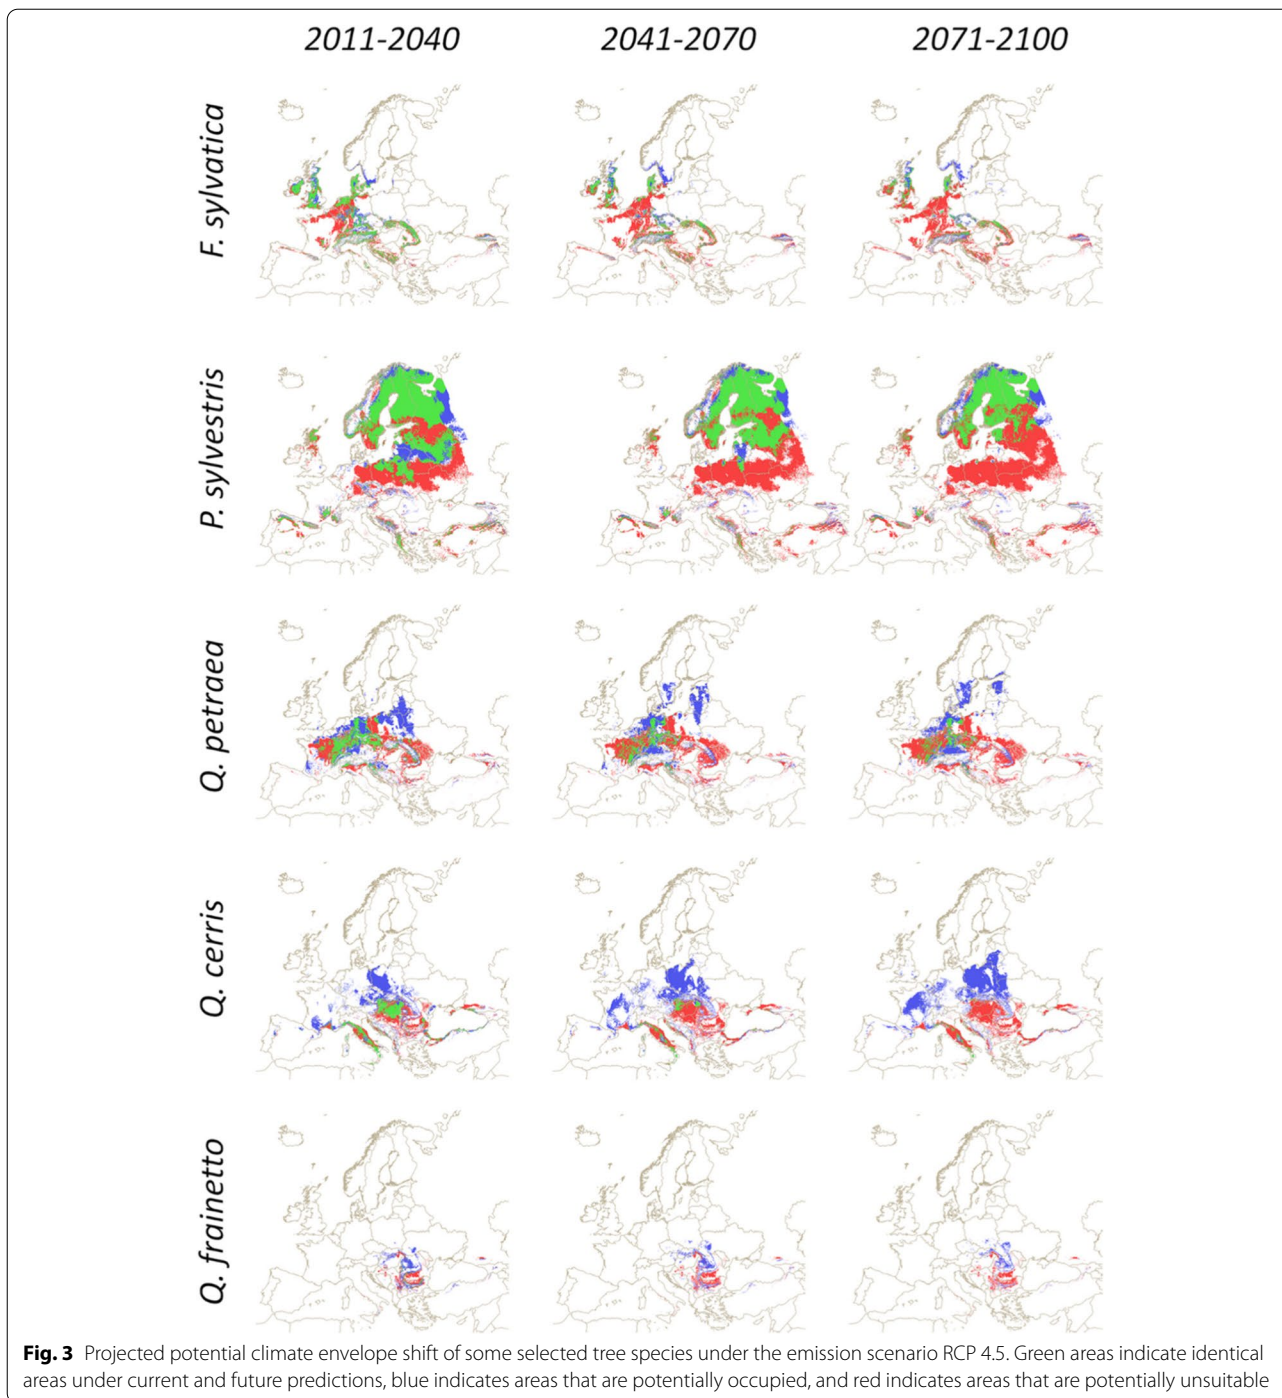 2011-2040 2041-2070 2071-2100
F. sylvatica
P. sylvestris
Q. petraea
Q. cerris
Q. frainetto
Fig. 3 Projected potential climate envelope shift of some selected tree species under the emission scenario RCP 4.5. Green areas indicate identical
areas under current and future predictions, blue indicates areas that are potentially occupied, and red indicates areas that are potentially unsuitable